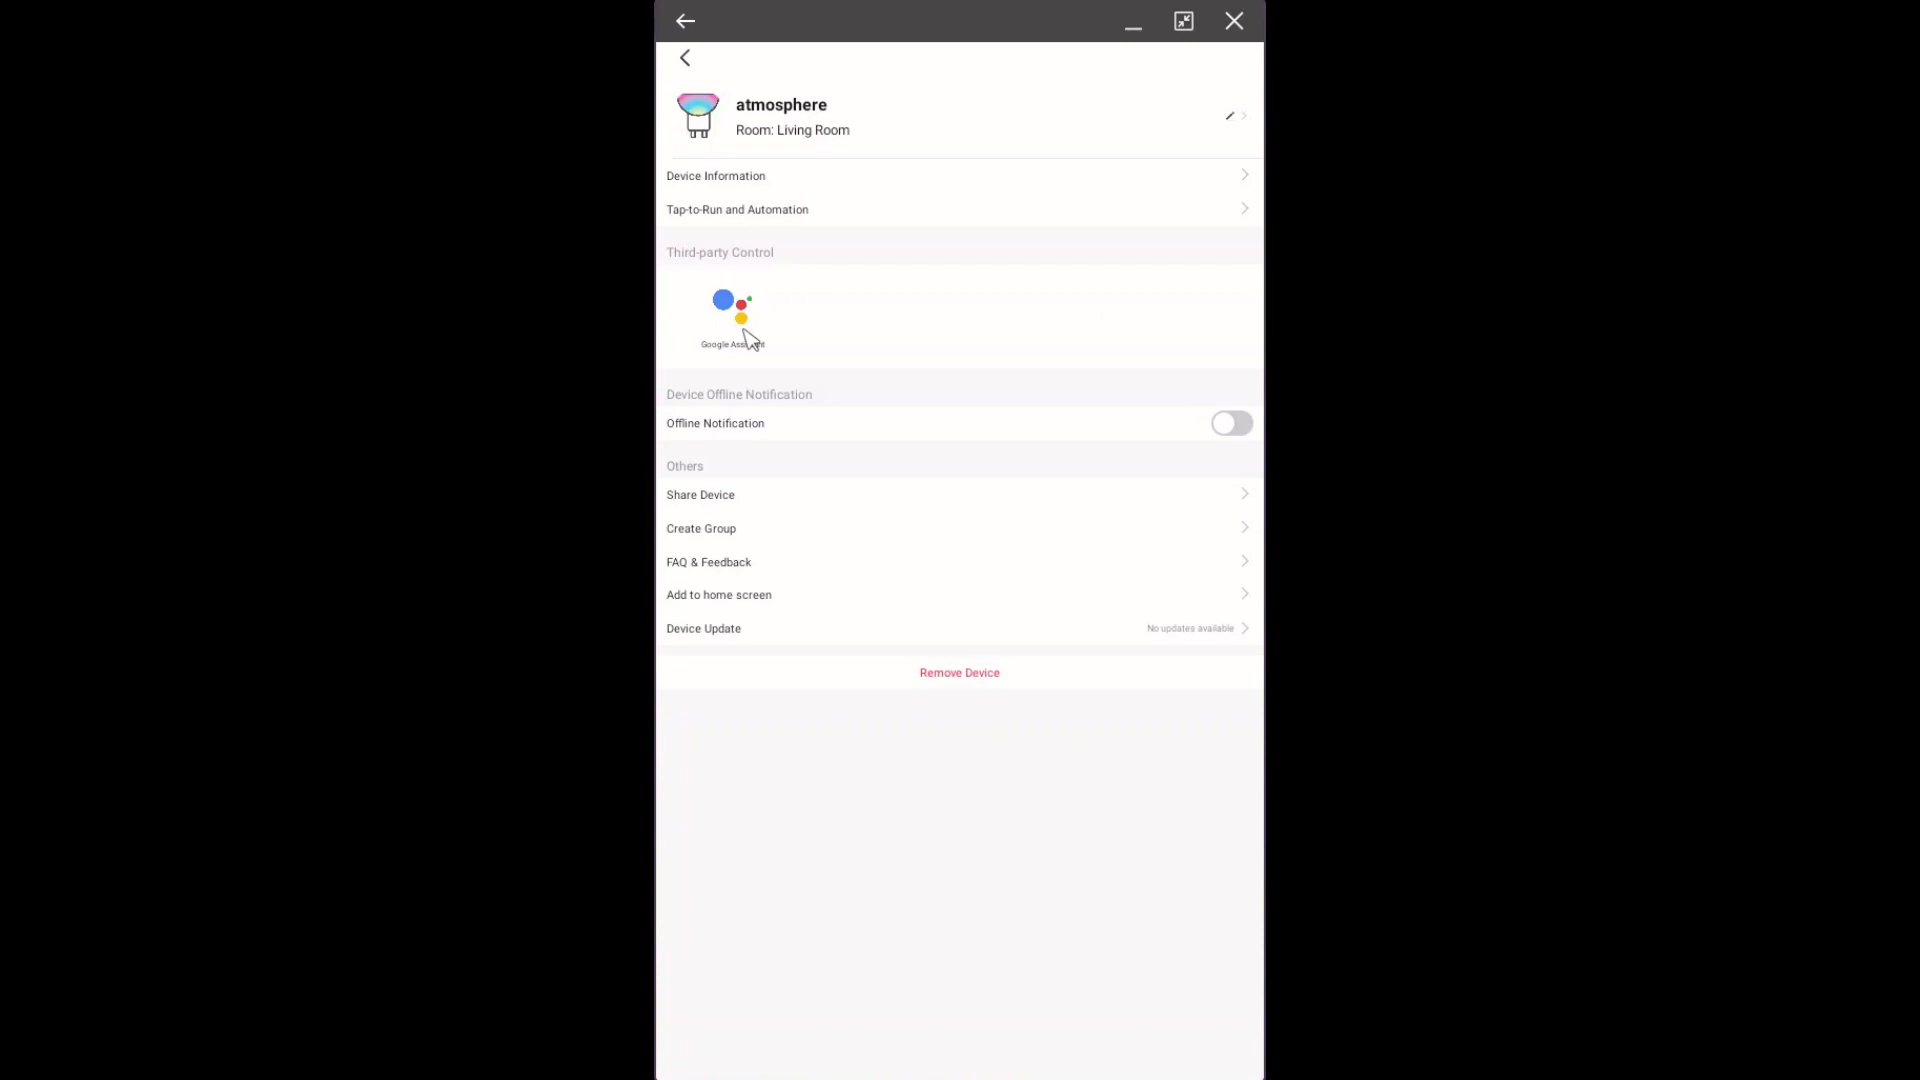 atmosphere
Room: Living Room
Device Information
Tap-to-Run and Automation
Third-party Control
Google
Device Offline Notification
Offline Notification
Others
Share Device
Create Group
FAQ & Feedback
Add to home screen
Device Update
No updates available
Remove Device